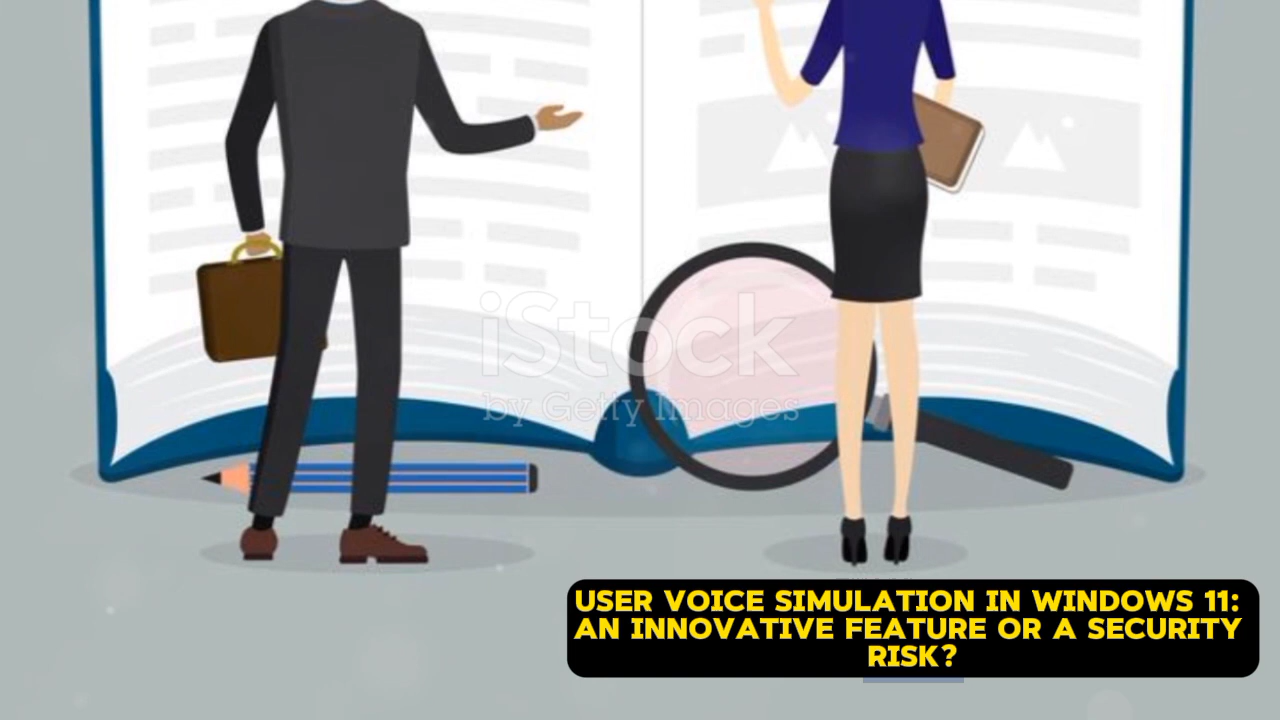 iStock
by Getty Images
USER VOICE SIMULATION IN WINDOWS 11:
AN INNOVATIVE FEATURE OR A SECURITY
RISK?